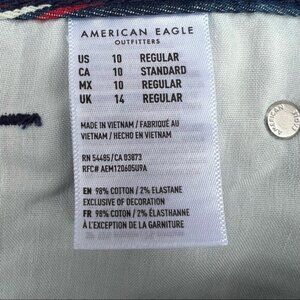 AMERICAN EAGLE
OUTFITTERS
US 10 REGULAR
CA 10 STANDARD
MX 10 REGULAR
UK 14 REGULAR
MADE IN VIETNAM / FABRIQUÉ AU
VIETNAM / HECHO EN VIETNAM
RN 54485/CA 03873
RFC# AEM120605U9A
EN 98% COTTON / 2% ELASTANE
EXCLUSIVE OF DECORATION
FR 98% COTON / 2% ÉLASTHANNE
À L'EXCEPTION DE LA GARNITURE
AMERICAN